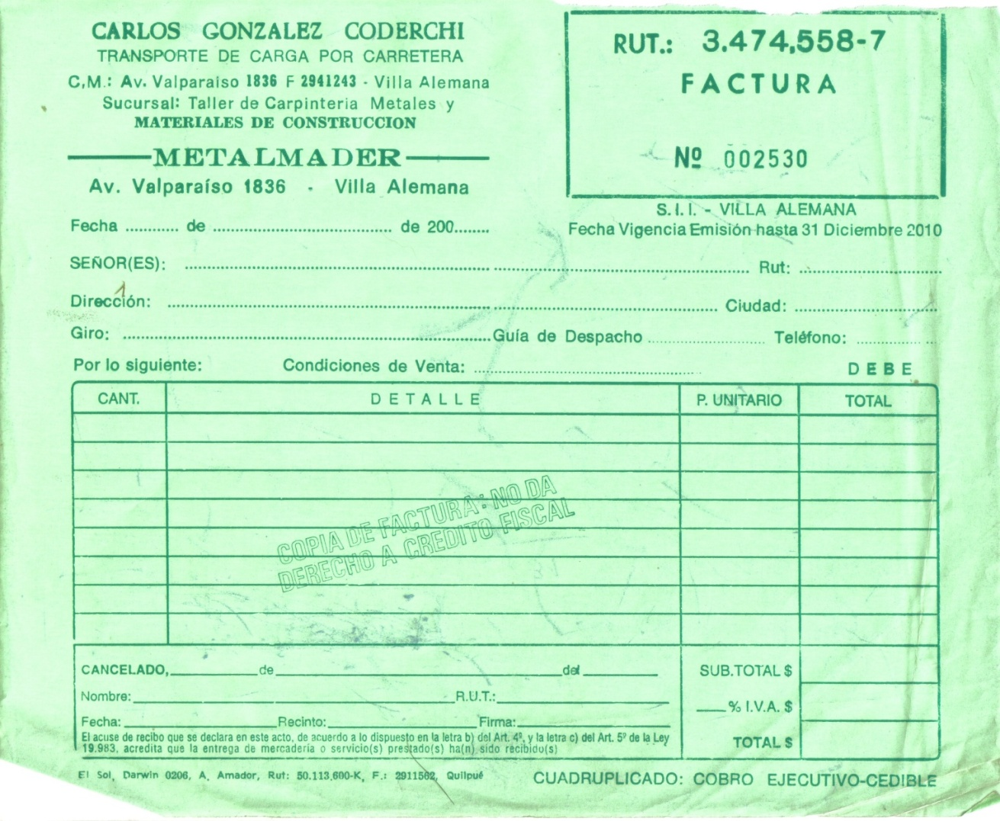 CARLOS GONZALEZ CODERCHI
TRANSPORTE DE CARGA POR CARRETERA
C.M.: Av. Valparaíso 1836 F 2941243 - Villa Alemana
Sucursal: Taller de Carpinteria Metales y
MATERIALES DE CONSTRUCCION
METALMADER
Av. Valparaíso 1836 - Villa Alemana
RUT.: 3.474,558-7
FACTURA
Nº 002530
S.I.I. - VILLA ALEMANA
Fecha Vigencia Emisión hasta 31 Diciembre 2010
Fecha ........... de ........................................ de 200........
SEÑOR(ES): ................................................................ Rut: ................................
Dirección: ................................................................ Ciudad: ................................
Giro: ................................................................ Guía de Despacho ........................ Teléfono: ................
Por lo siguiente: Condiciones de Venta: ................................................ DEBE
CANT. DETALLE P. UNITARIO TOTAL
COPIA DE FACTURA: NO DA
DERECHO A CREDITO FISCAL
CANCELADO,__________de______________________________del________
SUB.TOTAL $
Nombre:______________________________R.U.T.:______________
____% I.V.A. $
Fecha:______________Recinto:______________Firma:______________
El acuse de recibo que se declara en este acto, de acuerdo a lo dispuesto en la letra b) del Art. 4º, y la letra c) del Art. 5º de la Ley
19.983, acredita que la entrega de mercadería o servicio(s) prestado(s) ha(n) sido recibido(s)
TOTAL $
El Sol, Darwin 0206, A. Amador, Rut: 50.113,600-K, F.: 2911562, Quilpué
CUADRUPLICADO: COBRO EJECUTIVO-CEDIBLE